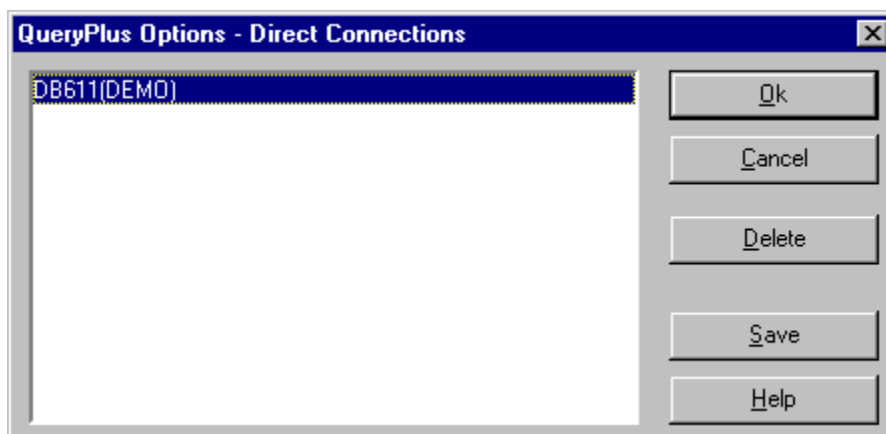 QueryPlus Options - Direct Connections
DB611(DEMO)
Ok
Cancel
Delete
Save
Help